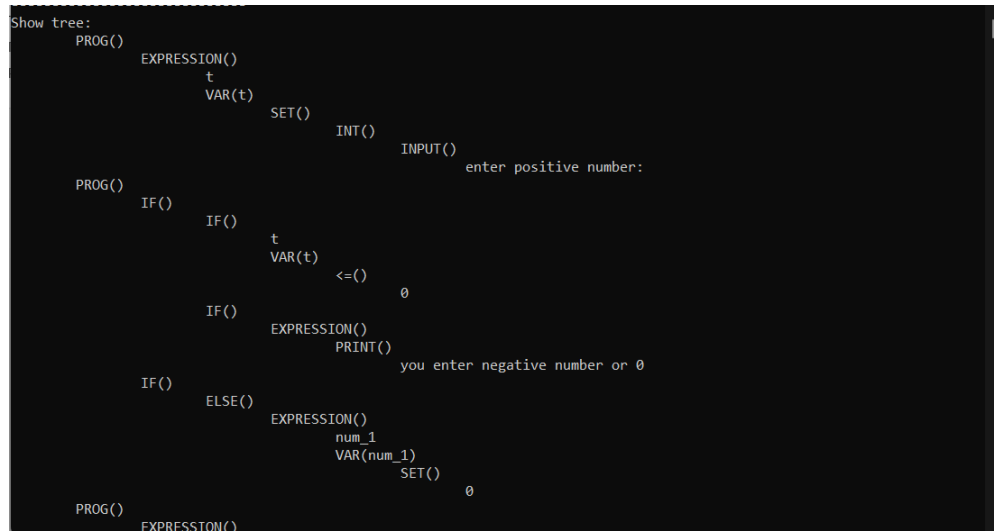 Show tree:
PROG()
EXPRESSION()
t
VAR(t)
SET()
INT()
INPUT()
enter positive number:
PROG()
IF()
IF()
t
VAR(t)
<=()
0
IF()
EXPRESSION()
PRINT()
you enter negative number or 0
IF()
ELSE()
EXPRESSION()
num_1
VAR(num_1)
SET()
0
PROG()
EXPRESSION()